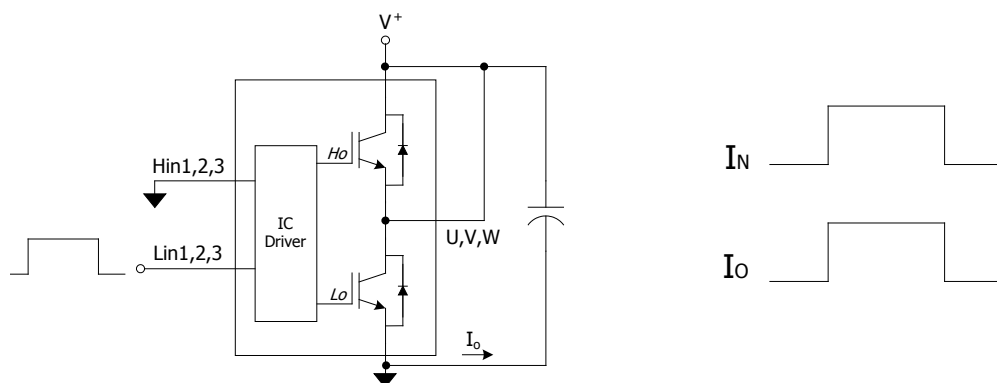 V⁺
Hin1,2,3
Ho
IC
Driver
U,V,W
Lin1,2,3
Lo
Io
IN
IO